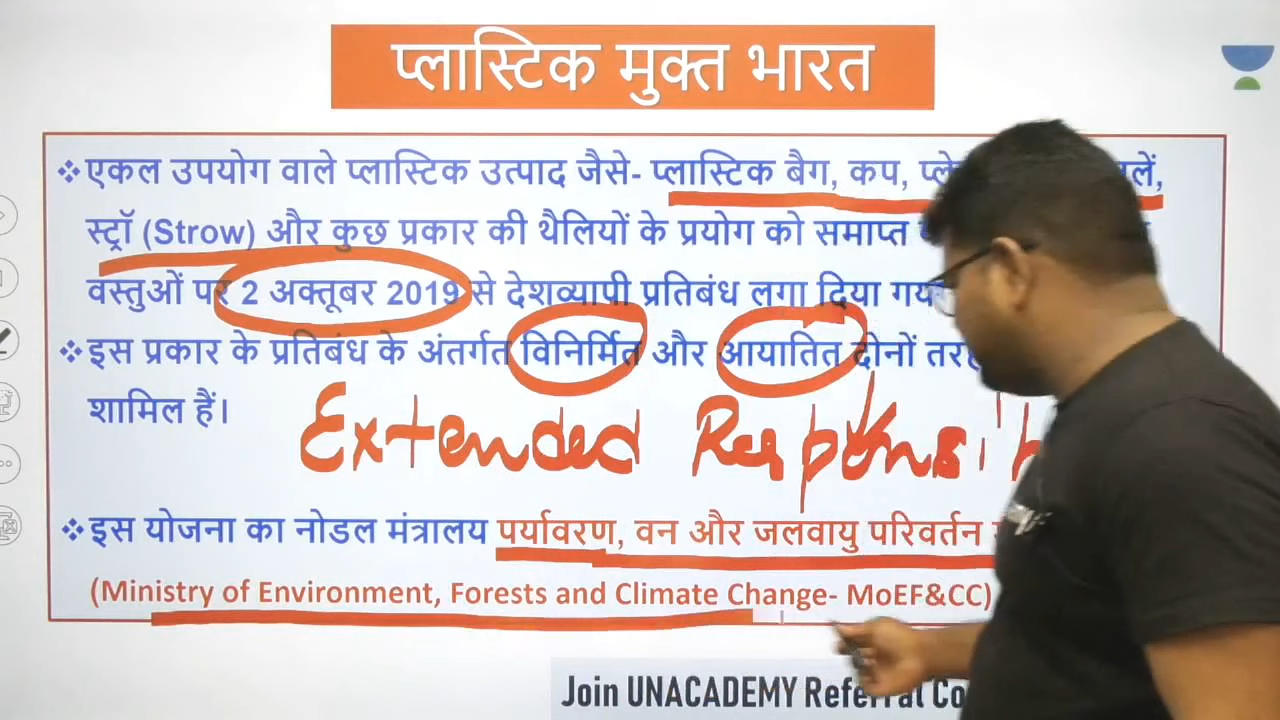 प्लास्टिक मुक्त भारत
❖एकल उपयोग वाले प्लास्टिक उत्पाद जैसे- प्लास्टिक बैग, कप,
स्ट्रॉ (Strow) और कुछ प्रकार की थैलियों के प्रयोग को समाप्त
वस्तुओं पर 2 अक्तूबर 2019 से देशव्यापी प्रतिबंध लगा दिया
❖इस प्रकार के प्रतिबंध के अंतर्गत विनिर्मित और आयातित दोनों
शामिल हैं।
Extended
❖इस योजना का नोडल मंत्रालय पर्यावरण, वन और जलवायु परिवर्तन
(Ministry of Environment, Forests and Climate Change- MoEF&CC)
Join UNACADEMY Referral